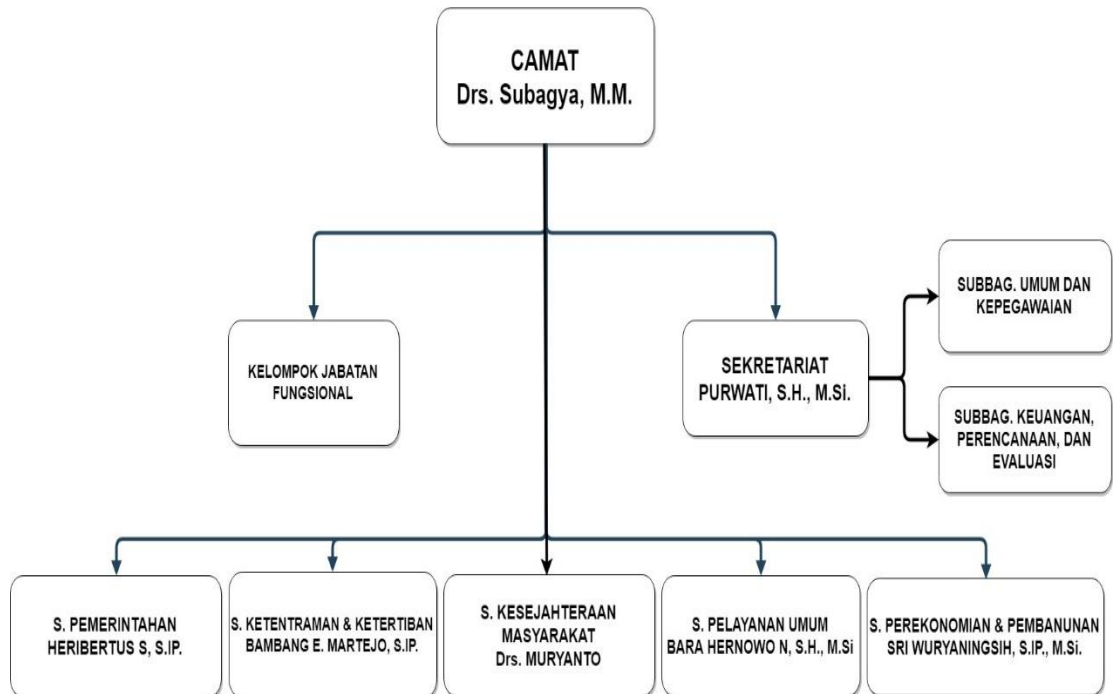 CAMAT
Drs. Subagya, M.M.
KELOMPOK JABATAN
FUNGSIONAL
SEKRETARIAT
PURWATI, S.H., M.Si.
SUBBAG. UMUM DAN
KEPEGAWAIAN
SUBBAG. KEUANGAN,
PERENCANAAN, DAN
EVALUASI
S. PEMERINTAHAN
HERIBERTUS S, S.IP.
S. KETENTRAMAN & KETERTIBAN
BAMBANG E. MARTEJO, S.IP.
S. KESEJAHTERAAN
MASYARAKAT
Drs. MURYANTO
S. PELAYANAN UMUM
BARA HERNOWO N, S.H., M.Si
S. PEREKONOMIAN & PEMBANUNAN
SRI WURYANINGSIH, S.IP., M.Si.